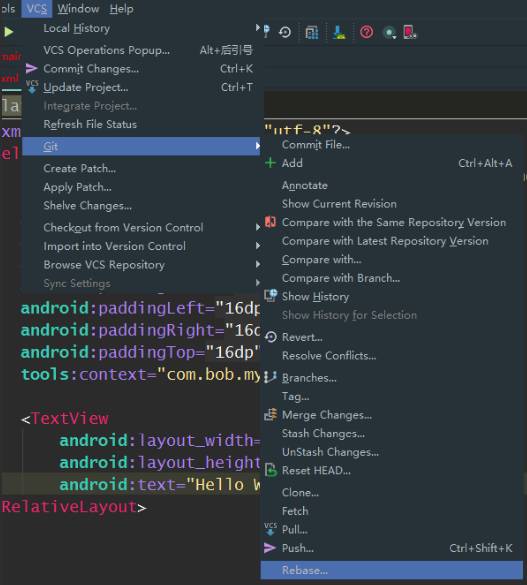 ols VCS Window Help
Local History
VCS Operations Popup... Alt+后引号
Commit Changes... Ctrl+K
VCS Update Project... Ctrl+T
Integrate Project...
Refresh File Status
Git
Create Patch...
Apply Patch...
Shelve Changes...
Checkout from Version Control
Import into Version Control
Browse VCS Repository
Sync Settings
Commit File...
Add Ctrl+Alt+A
Annotate
Show Current Revision
Compare with the Same Repository Version
Compare with Latest Repository Version
Compare with...
Compare with Branch...
Show History
Show History for Selection
Revert...
Resolve Conflicts...
Branches...
Tag...
Merge Changes...
Stash Changes...
UnStash Changes...
Reset HEAD...
Clone...
Fetch
VCS Pull...
Push... Ctrl+Shift+K
Rebase...
main
xml
la
xm "utf-8"?>
el
android:paddingLeft="16dp
android:paddingRight="16d
android:paddingTop="16dp"
tools:context="com.bob.my
<TextView
android:layout_width=
android:layout_height
android:text="Hello W
RelativeLayout>